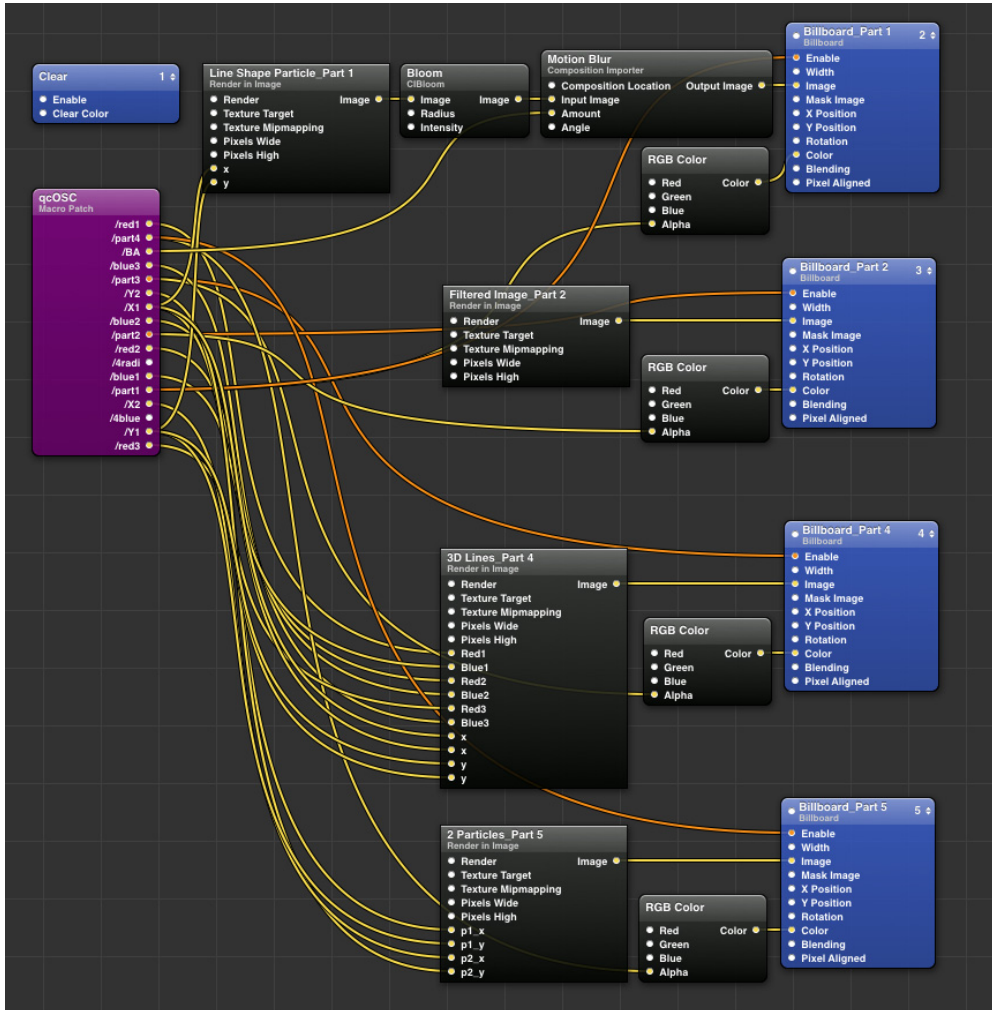 Clear 1
Enable
Clear Color
qcOSC
Macro Patch
/red1
/part4
/BA
/blue3
/part3
/Y2
/X1
/blue2
/part2
/red2
/4radi
/blue1
/part1
/X2
/4blue
/Y1
/red3
Line Shape Particle_Part 1
Render in Image
Render Image
Texture Target
Texture Mipmapping
Pixels Wide
Pixels High
x
y
Bloom
CIBloom
Image Image
Radius
Intensity
Motion Blur
Composition Importer
Composition Location Output Image
Input Image
Amount
Angle
RGB Color
Red Color
Green
Blue
Alpha
Billboard_Part 1 2
Billboard
Enable
Width
Image
Mask Image
X Position
Y Position
Rotation
Color
Blending
Pixel Aligned
Filtered Image_Part 2
Render in Image
Render Image
Texture Target
Texture Mipmapping
Pixels Wide
Pixels High
RGB Color
Red Color
Green
Blue
Alpha
Billboard_Part 2 3
Billboard
Enable
Width
Image
Mask Image
X Position
Y Position
Rotation
Color
Blending
Pixel Aligned
3D Lines_Part 4
Render in Image
Render Image
Texture Target
Texture Mipmapping
Pixels Wide
Pixels High
Red1
Blue1
Red2
Blue2
Red3
Blue3
x
x
y
y
RGB Color
Red Color
Green
Blue
Alpha
Billboard_Part 4 4
Billboard
Enable
Width
Image
Mask Image
X Position
Y Position
Rotation
Color
Blending
Pixel Aligned
2 Particles_Part 5
Render in Image
Render Image
Texture Target
Texture Mipmapping
Pixels Wide
Pixels High
p1_x
p1_y
p2_x
p2_y
RGB Color
Red Color
Green
Blue
Alpha
Billboard_Part 5 5
Billboard
Enable
Width
Image
Mask Image
X Position
Y Position
Rotation
Color
Blending
Pixel Aligned